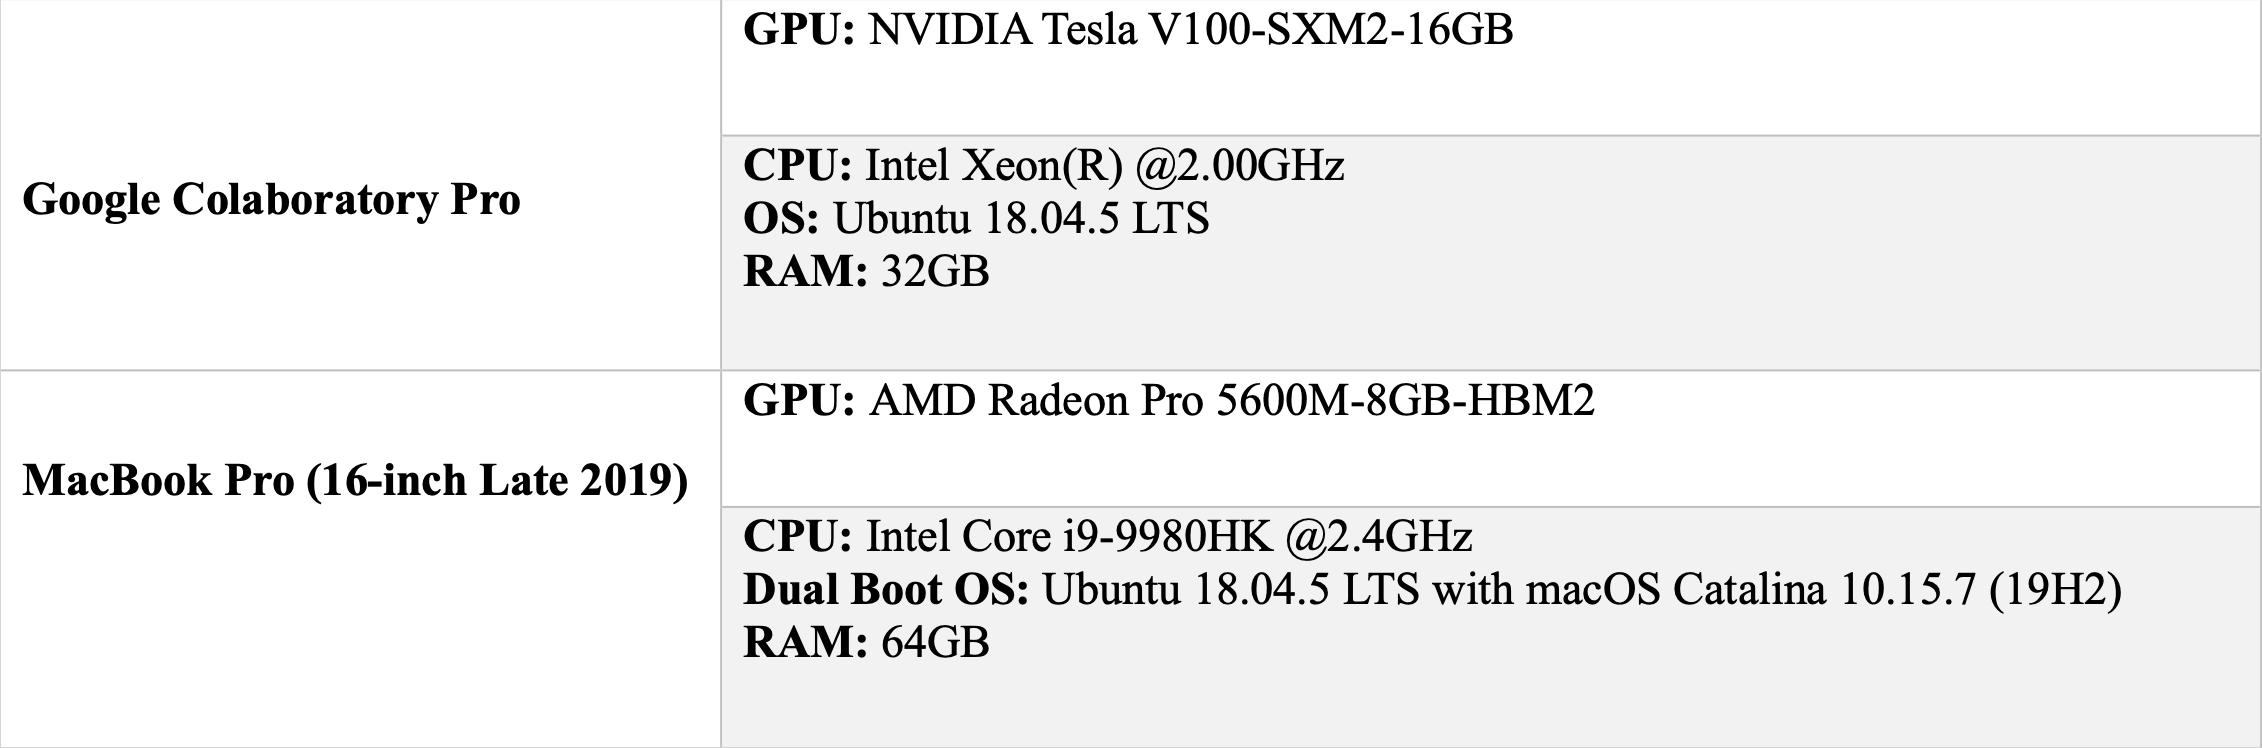 Google Colaboratory Pro
GPU: NVIDIA Tesla V100-SXM2-16GB
CPU: Intel Xeon(R) @2.00GHz
OS: Ubuntu 18.04.5 LTS
RAM: 32GB
MacBook Pro (16-inch Late 2019)
GPU: AMD Radeon Pro 5600M-8GB-HBM2
CPU: Intel Core i9-9980HK @2.4GHz
Dual Boot OS: Ubuntu 18.04.5 LTS with macOS Catalina 10.15.7 (19H2)
RAM: 64GB